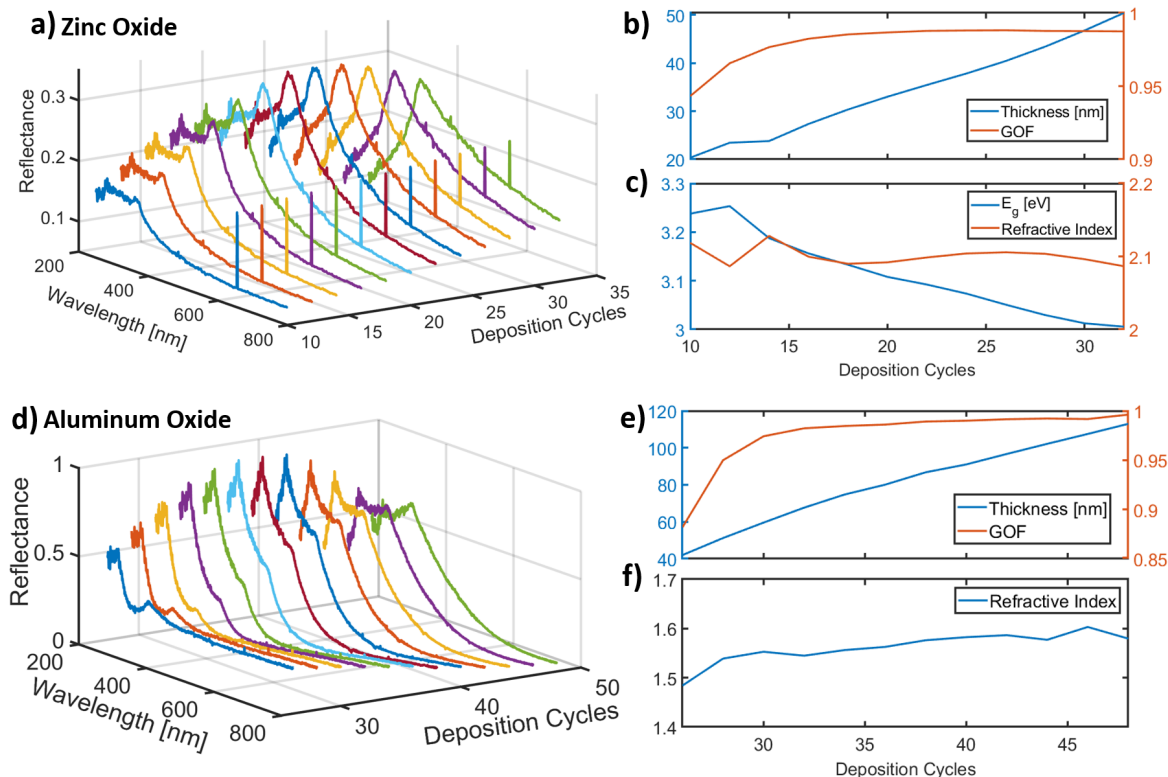 a) Zinc Oxide
Reflectance
0.3
0.2
0.1
200
400
600
800
Wavelength [nm]
10
15
20
25
30
35
Deposition Cycles
b)
50
40
30
20
1
0.95
0.9
Thickness [nm]
GOF
c)
3.3
3.2
3.1
3
2.2
2.1
2
E_g [eV]
Refractive Index
10
15
20
25
30
Deposition Cycles
d) Aluminum Oxide
Reflectance
1
0.5
0
200
400
600
800
Wavelength [nm]
30
40
50
Deposition Cycles
e)
120
100
80
60
40
1
0.95
0.9
0.85
Thickness [nm]
GOF
f)
1.7
1.6
1.5
1.4
Refractive Index
30
35
40
45
Deposition Cycles